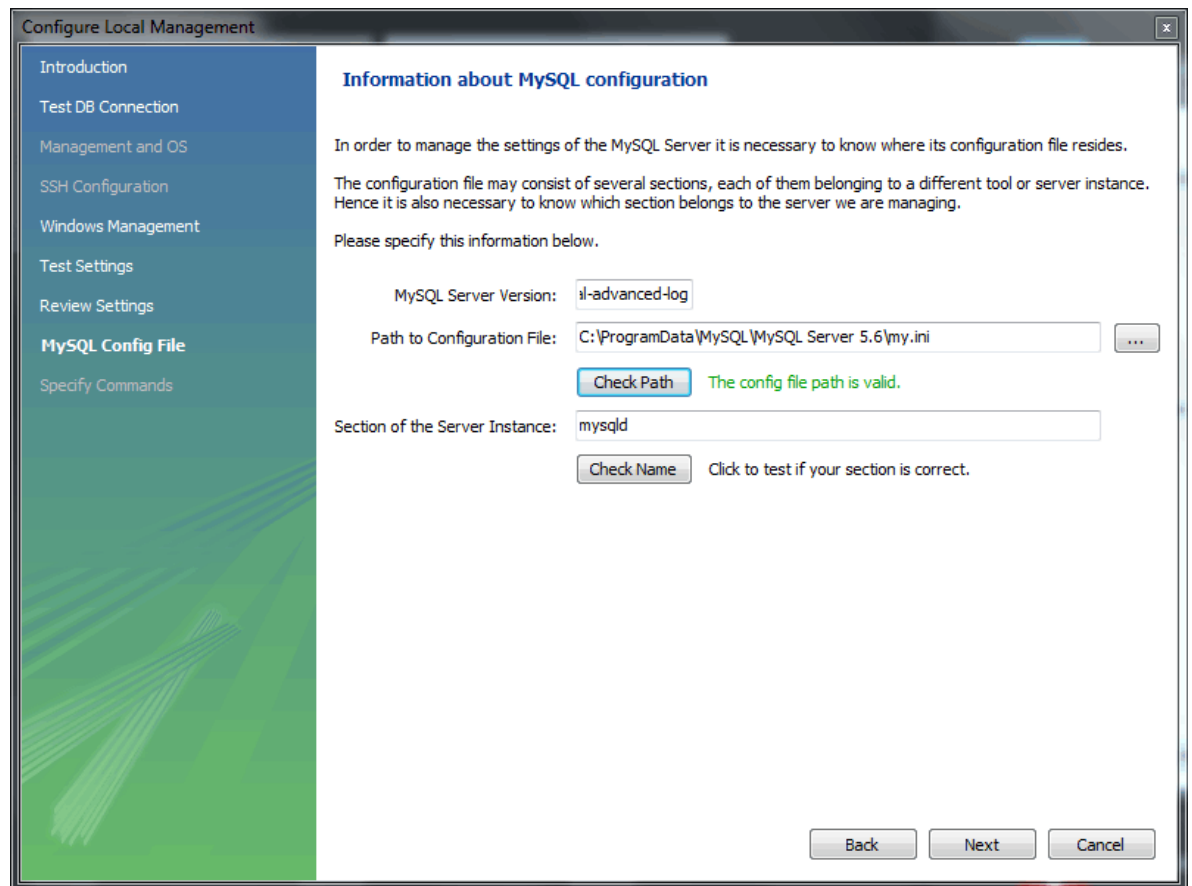 Configure Local Management
Introduction
Test DB Connection
Management and OS
SSH Configuration
Windows Management
Test Settings
Review Settings
MySQL Config File
Specify Commands
Information about MySQL configuration
In order to manage the settings of the MySQL Server it is necessary to know where its configuration file resides.
The configuration file may consist of several sections, each of them belonging to a different tool or server instance.
Hence it is also necessary to know which section belongs to the server we are managing.
Please specify this information below.
MySQL Server Version: al-advanced-log
Path to Configuration File: C:\ProgramData\MySQL\MySQL Server 5.6\my.ini ...
Check Path The config file path is valid.
Section of the Server Instance: mysqld
Check Name Click to test if your section is correct.
Back Next Cancel